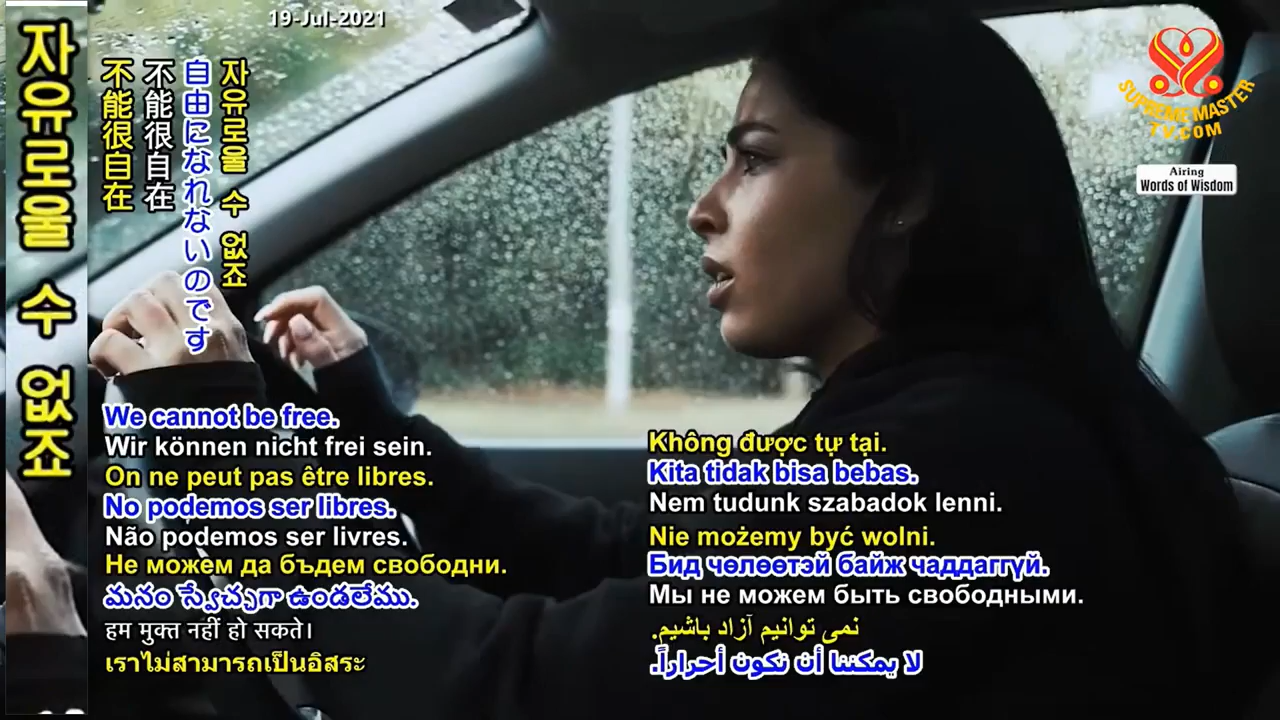 19-Jul-2021
자유로울 수 없죠
不能很自在
不能很自在
自由になれないのです
자유로울 수 없죠
SUPREME MASTER
TV.COM
Airing
Words of Wisdom
We cannot be free.
Wir können nicht frei sein.
On ne peut pas être libres.
No podemos ser libres.
Não podemos ser livres.
Не можем да бъдем свободни.
మనం స్వేచ్ఛగా ఉండలేము.
हम मुक्त नहीं हो सकते।
เราไม่สามารถเป็นอิสระ
Không được tự tại.
Kita tidak bisa bebas.
Nem tudunk szabadok lenni.
Nie możemy być wolni.
Бид чөлөөтэй байж чаддаггүй.
Мы не можем быть свободными.
نمی توانیم آزاد باشیم.
لا يمكننا أن نكون أحراراً.